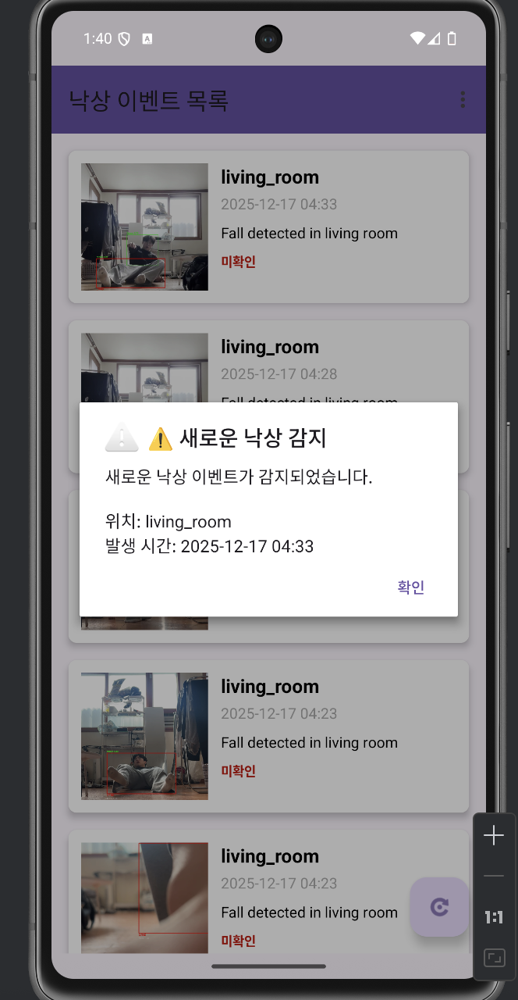 1:40
낙상 이벤트 목록
living_room
2025-12-17 04:33
Fall detected in living room
미확인
living_room
2025-12-17 04:28
Fall detected in living room
⚠️ 새로운 낙상 감지
새로운 낙상 이벤트가 감지되었습니다.
위치: living_room
발생 시간: 2025-12-17 04:33
확인
living_room
2025-12-17 04:23
Fall detected in living room
미확인
living_room
2025-12-17 04:23
Fall detected in living room
미확인
1:1